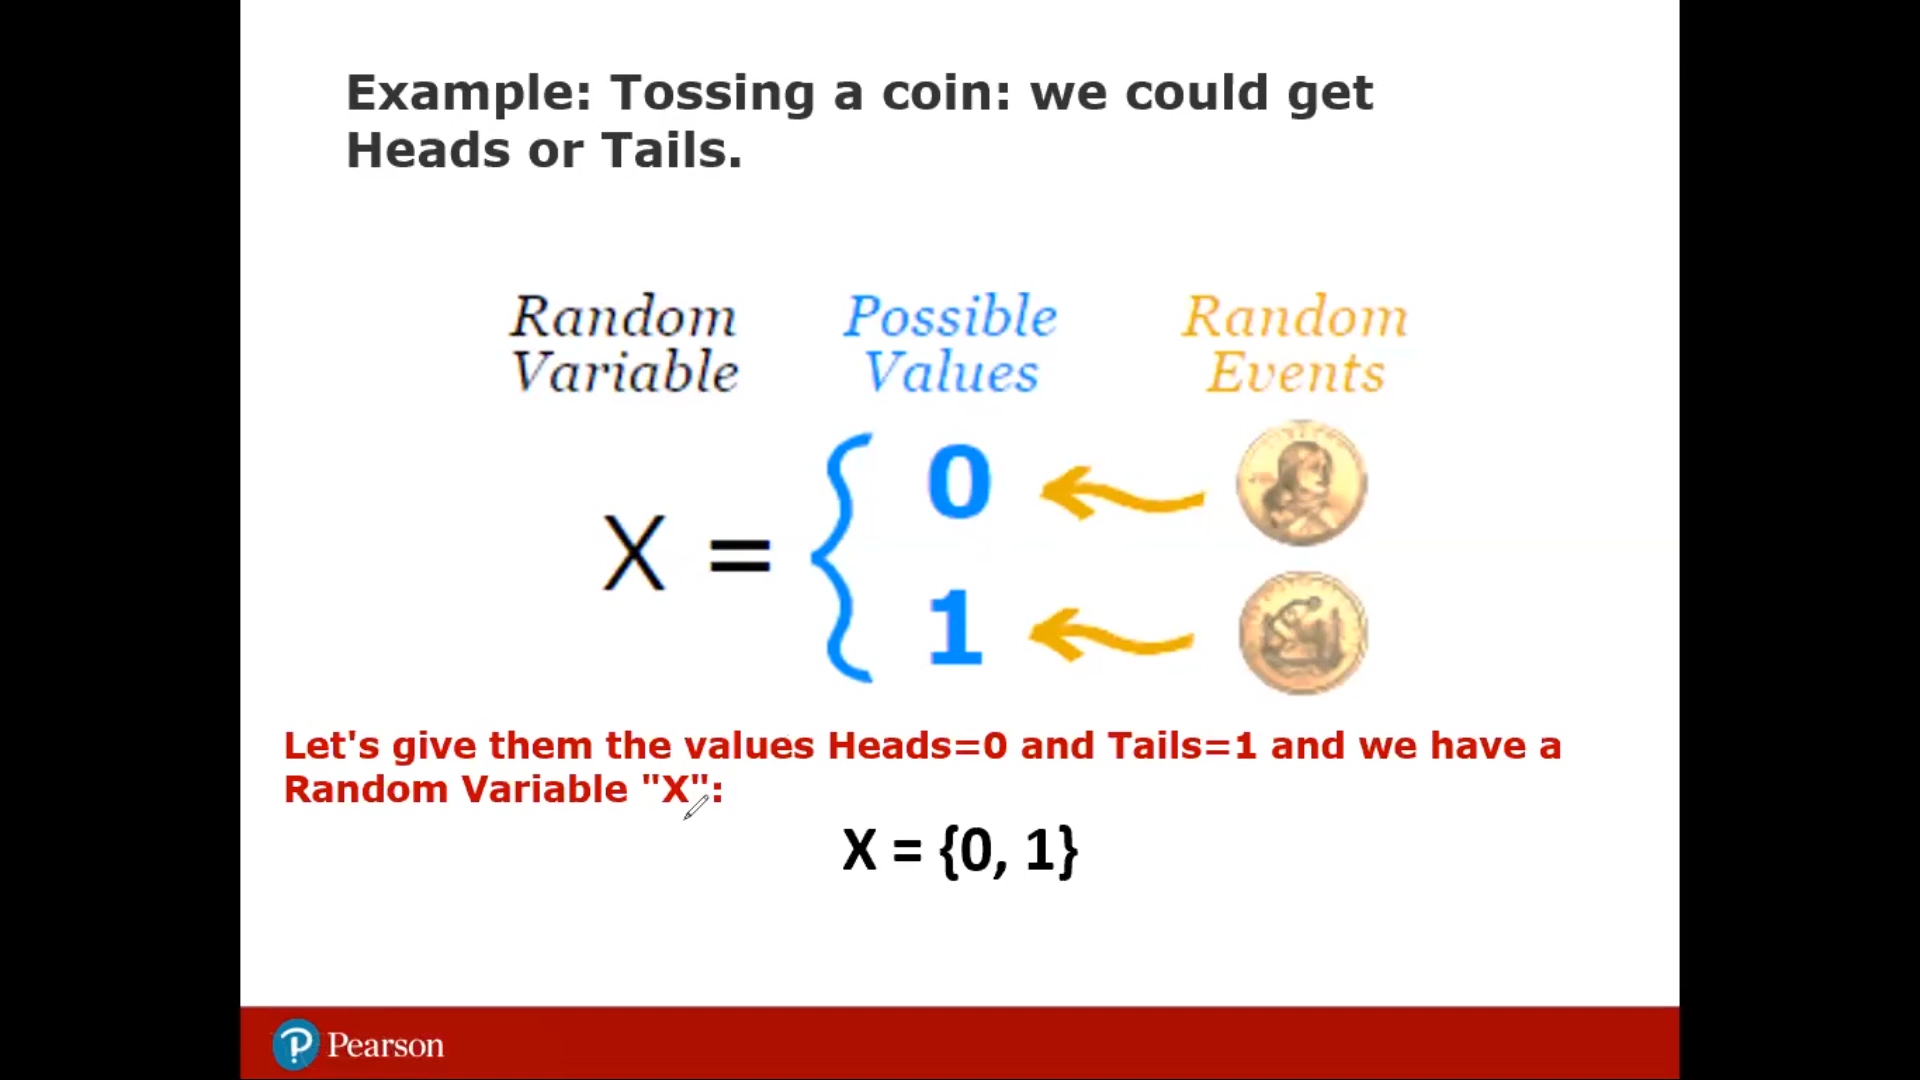 Example: Tossing a coin: we could get
Heads or Tails.
Random Variable
Possible Values
Random Events
X =
0
1
Let's give them the values Heads=0 and Tails=1 and we have a
Random Variable "X":
X = {0, 1}
Pearson